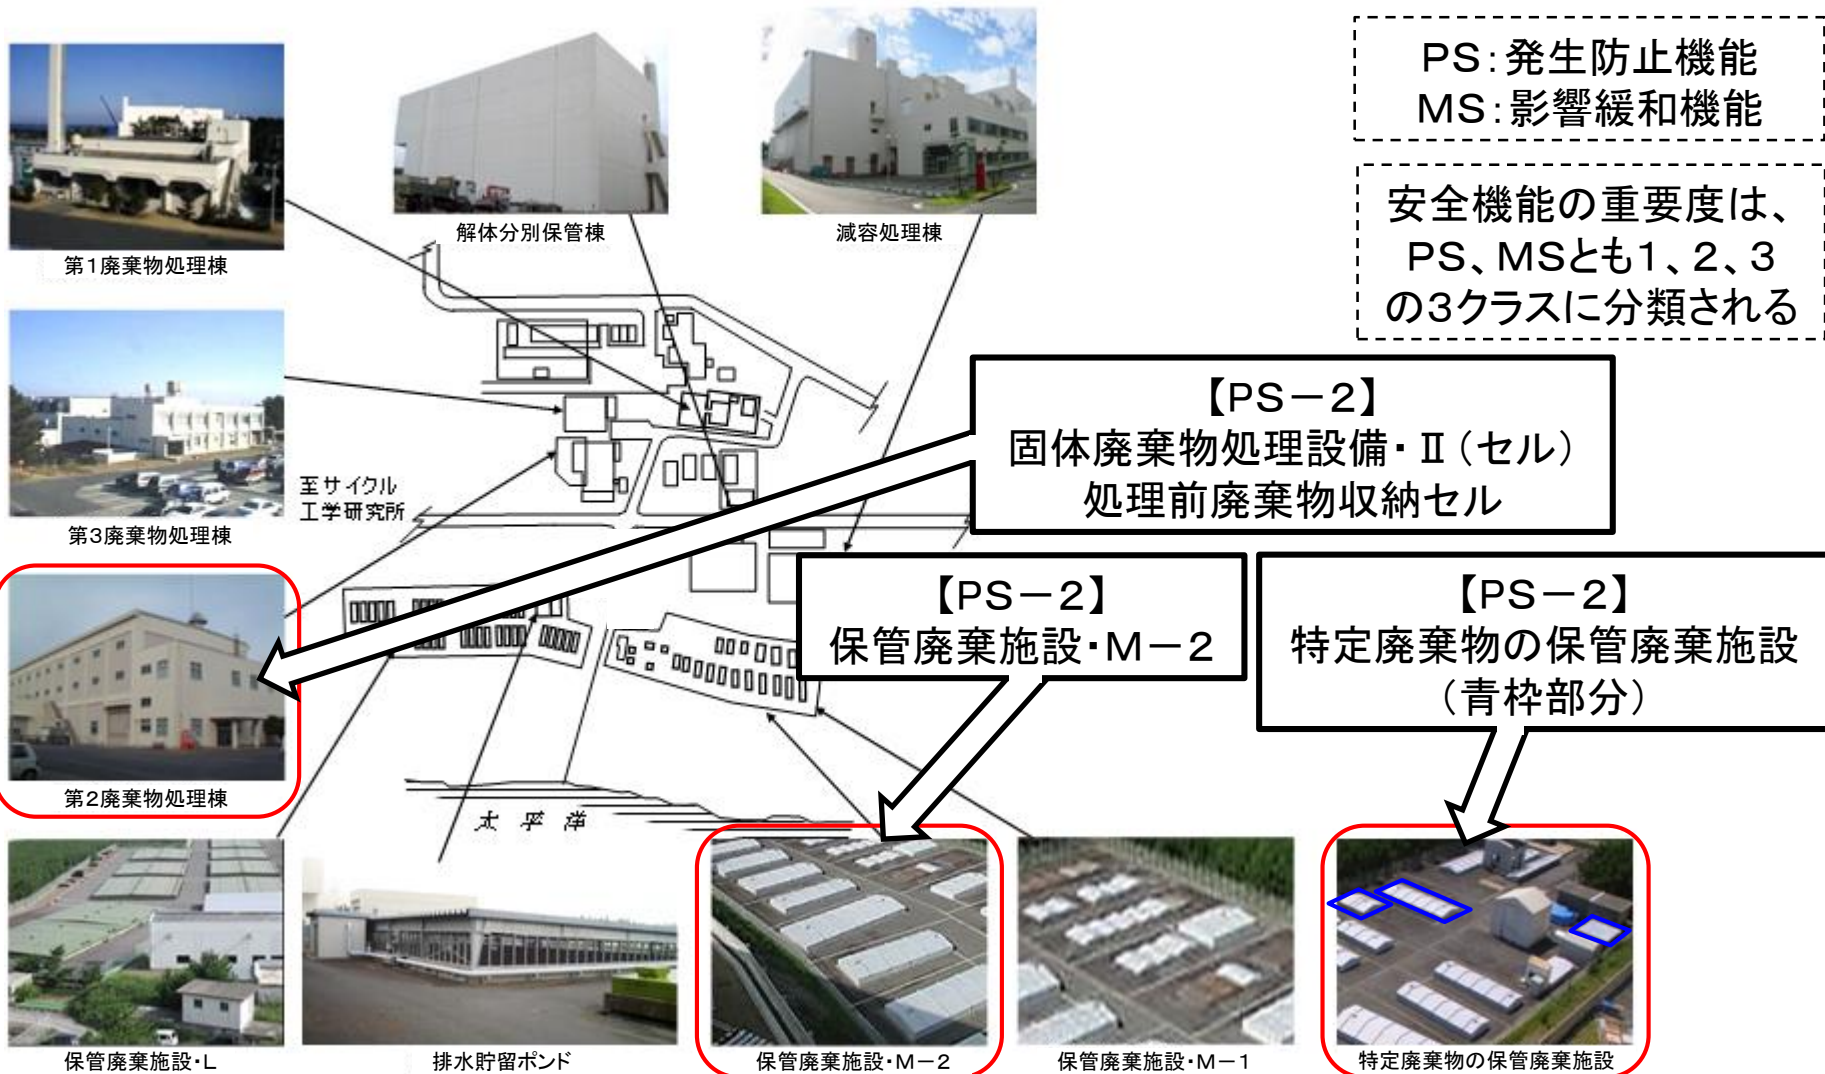 PS：発生防止機能
MS：影響緩和機能
安全機能の重要度は、
PS、MSとも1、2、3
の3クラスに分類される
第1廃棄物処理棟
解体分別保管棟
減容処理棟
第3廃棄物処理棟
至サイクル
工学研究所
【PS－2】
固体廃棄物処理設備・Ⅱ（セル）
処理前廃棄物収納セル
【PS－2】
保管廃棄施設・M－2
【PS－2】
特定廃棄物の保管廃棄施設
（青枠部分）
第2廃棄物処理棟
太平洋
保管廃棄施設・L
排水貯留ポンド
保管廃棄施設・M－2
保管廃棄施設・M－1
特定廃棄物の保管廃棄施設